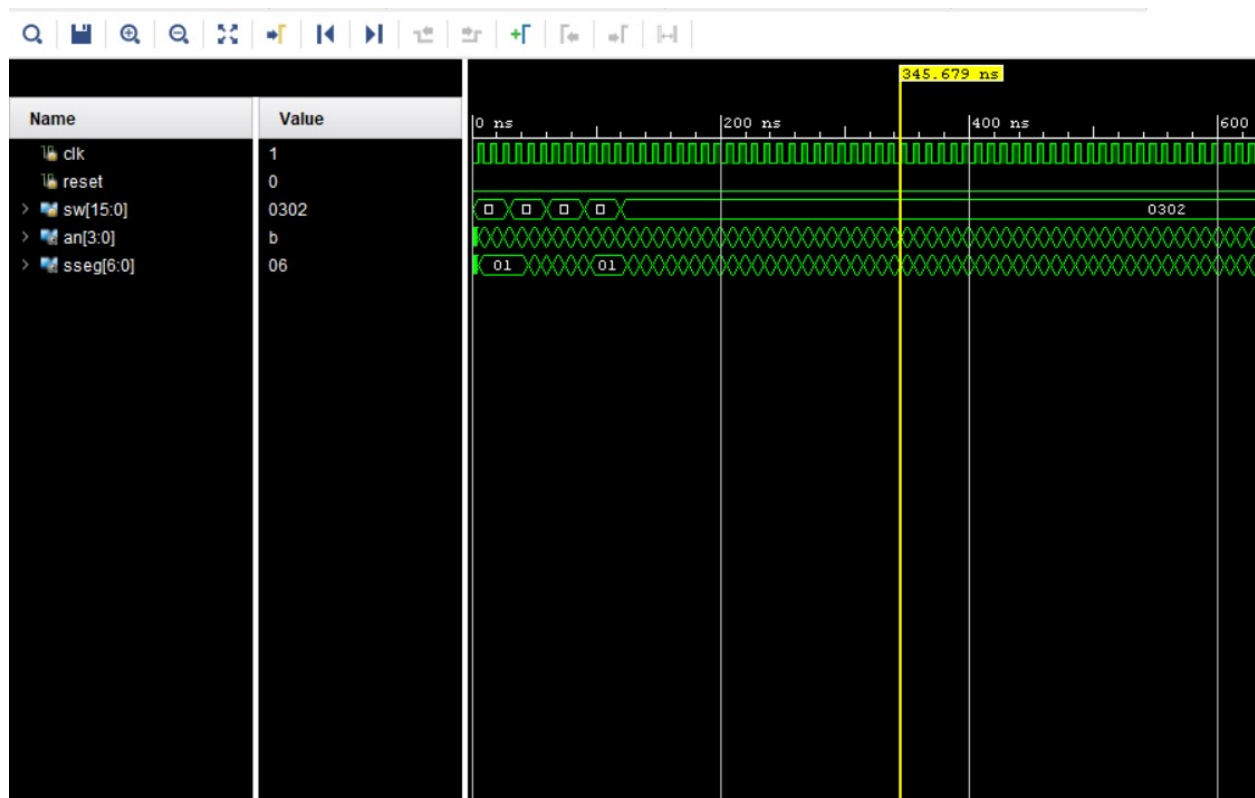 345.679 ns
Name Value 0 ns 200 ns 400 ns 600
clk 1
reset 0
sw[15:0] 0302 0302
an[3:0] b
sseg[6:0] 06 01 01